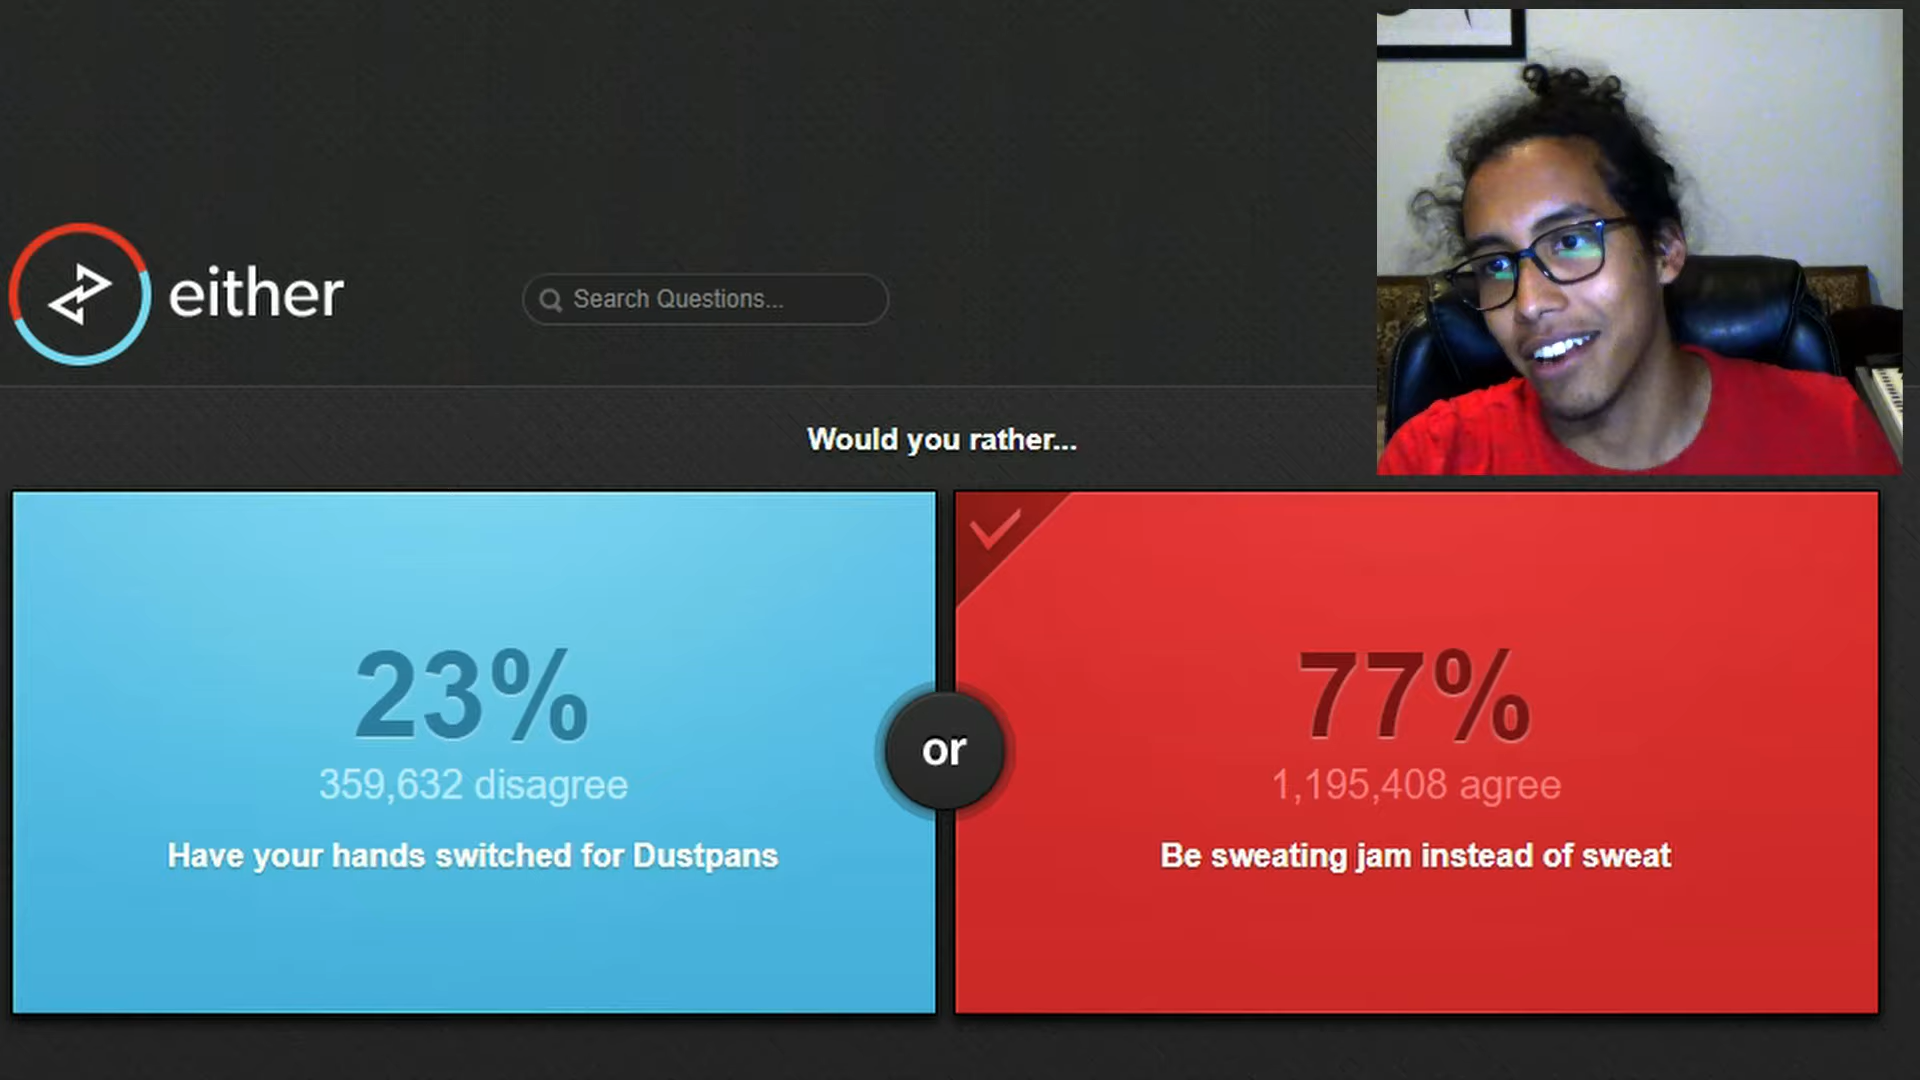 either
Search Questions...
Would you rather...
23%
359,632 disagree
Have your hands switched for Dustpans
or
77%
1,195,408 agree
Be sweating jam instead of sweat